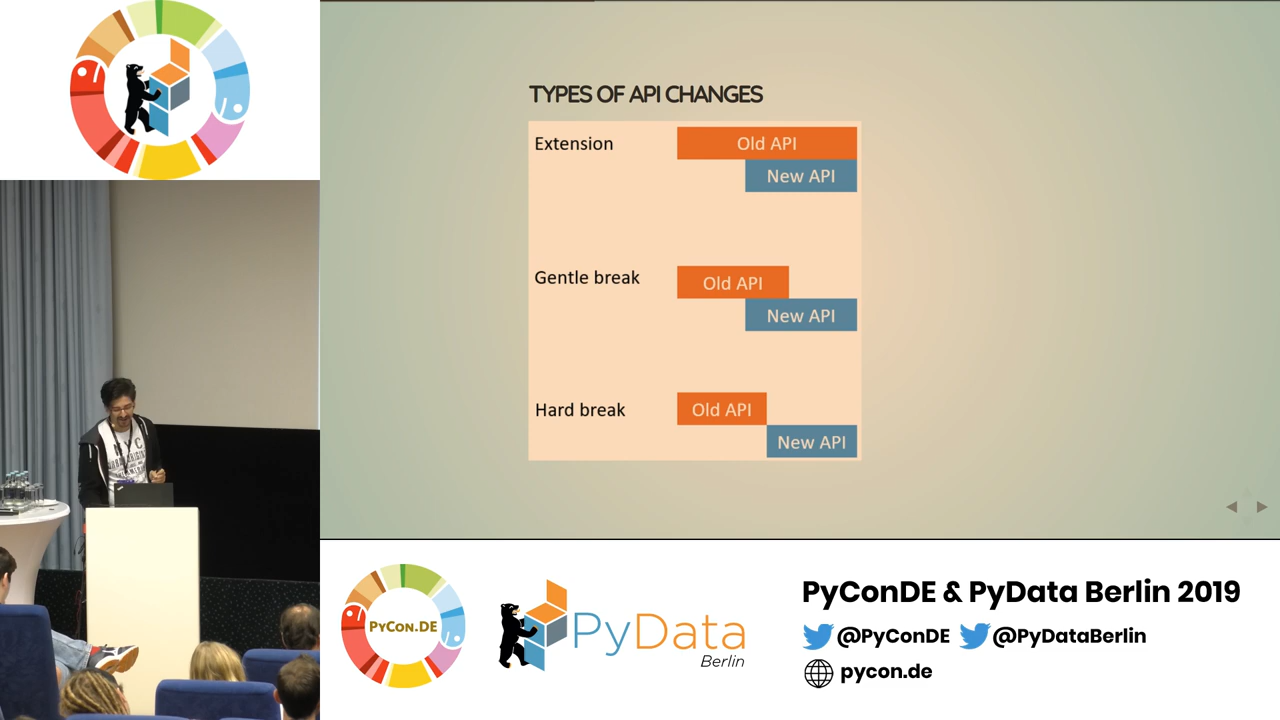 TYPES OF API CHANGES
Extension
Old API
New API
Gentle break
Old API
New API
Hard break
Old API
New API
PyCon.DE
PyData
Berlin
PyConDE & PyData Berlin 2019
@PyConDE @PyDataBerlin
pycon.de